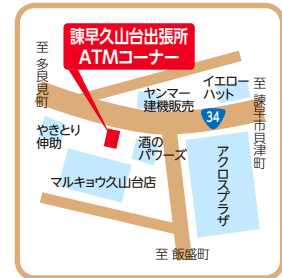 諫早久山台出張所
ATMコーナー
至 多良見町
ヤンマー
建機販売
イエロー
ハット
至 諫早市貝津町
34
やきとり
伸助
酒の
パワーズ
アクロスプラザ
マルキョウ久山台店
至 飯盛町